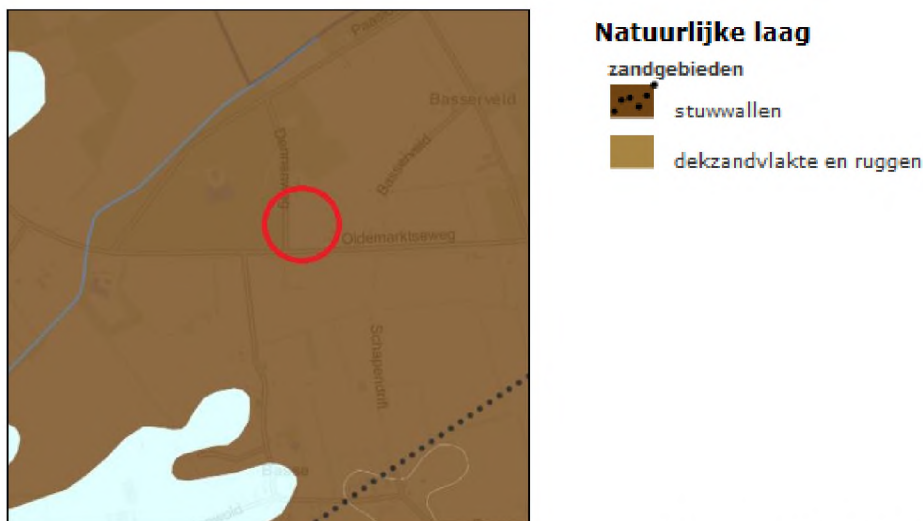 Natuurlijke laag
zandgebieden
stuwwallen
dekzandvlakte en ruggen
Basserveld
Basserveld
Oldemarktseweg
Schapendrift